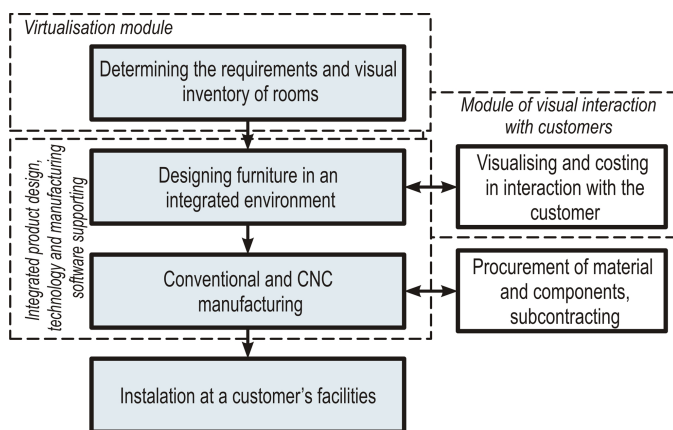 Virtualisation module
Determining the requirements and visual
inventory of rooms
Module of visual interaction
with customers
Integrated product design,
technology and manufacturing
software supporting
Designing furniture in an
integrated environment
Visualising and costing
in interaction with the
customer
Conventional and CNC
manufacturing
Procurement of material
and components,
subcontracting
Instalation at a customer's facilities